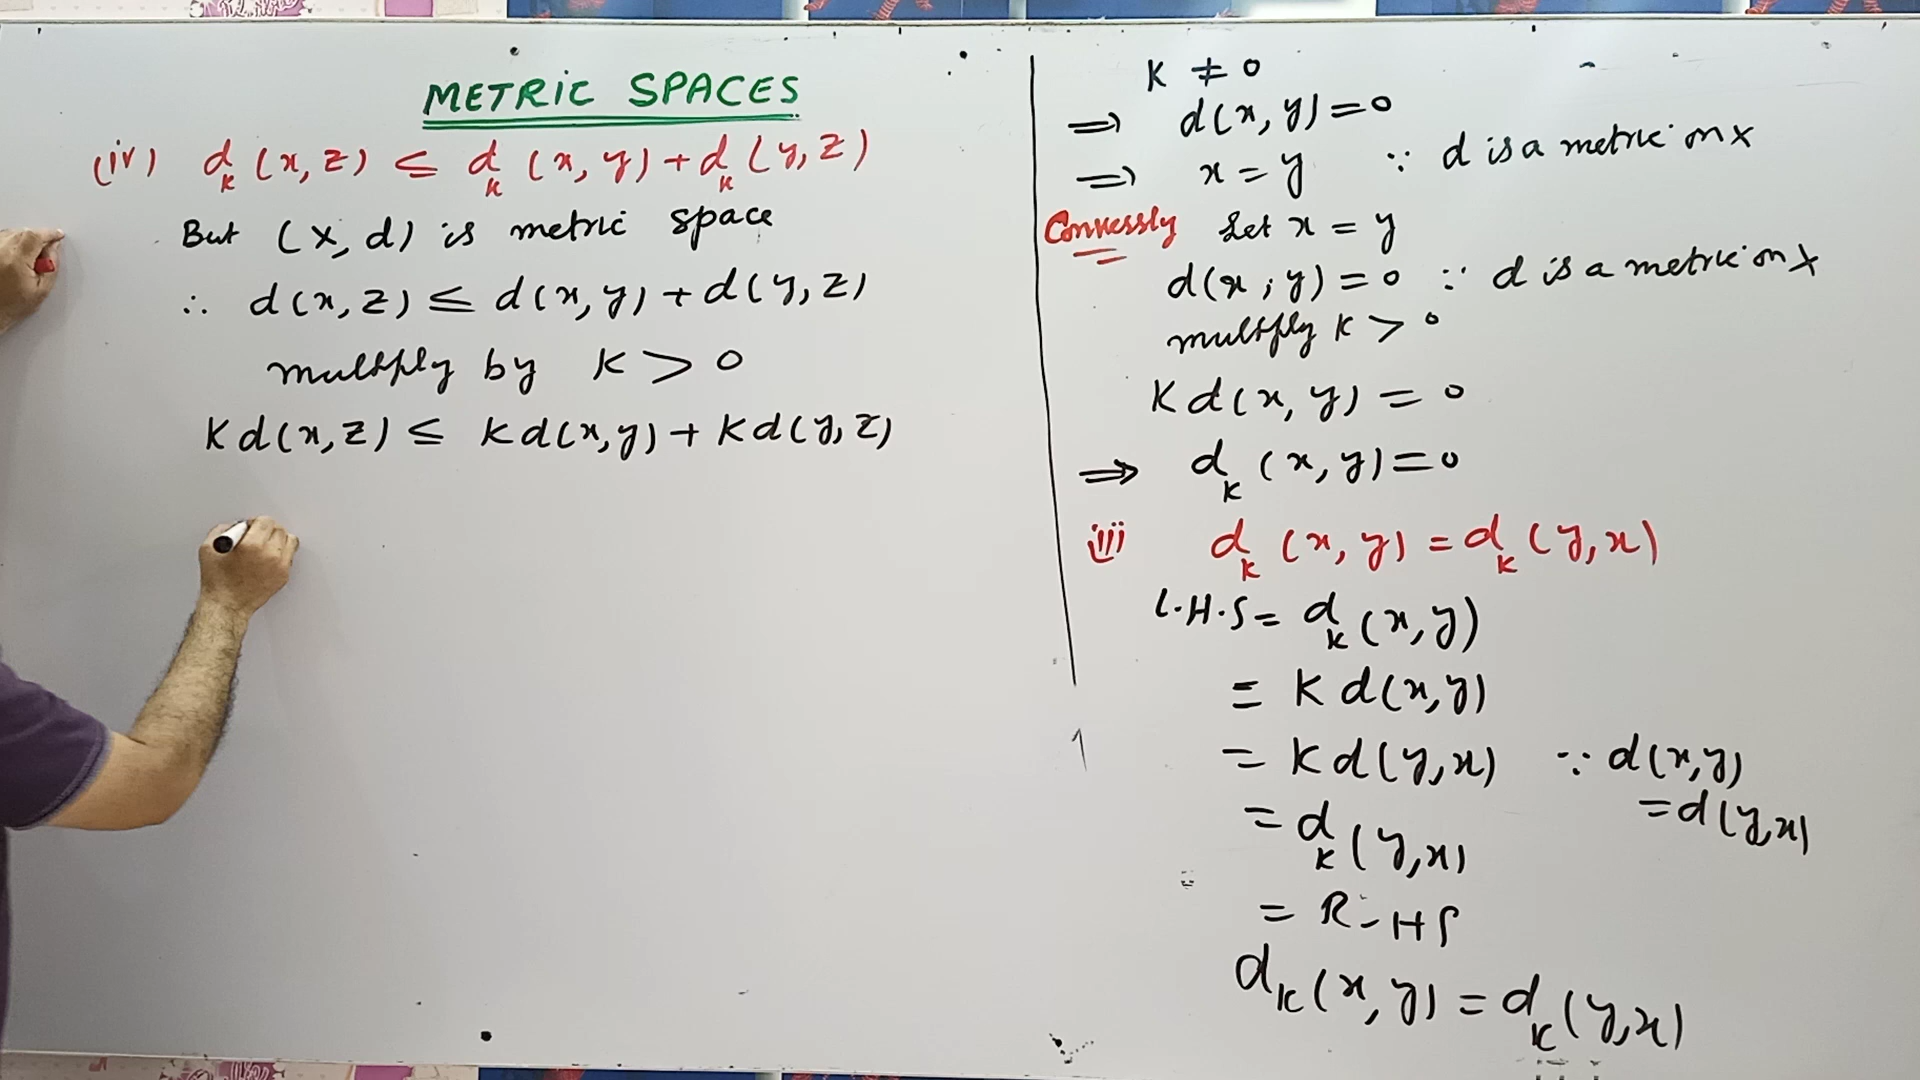 METRIC SPACES
(iv) d_k (x, z) ≤ d_k (x, y) + d_k (y, z)
But (X, d) is metric space
∴ d(x, z) ≤ d(x, y) + d(y, z)
multiply by K > 0
K d(x, z) ≤ K d(x, y) + K d(y, z)
K ≠ 0
⇒ d(x, y) = 0
⇒ x = y ∵ d is a metric on X
Conversly Let x = y
d(x, y) = 0 ∵ d is a metric on X
multiply K > 0
K d(x, y) = 0
⇒ d_k (x, y) = 0
iii d_k (x, y) = d_k (y, x)
L.H.S = d_k (x, y)
= K d(x, y)
= K d(y, x) ∵ d(x, y)
= d(y, x)
= d_k (y, x)
= R-HS
d_k (x, y) = d_k (y, x)